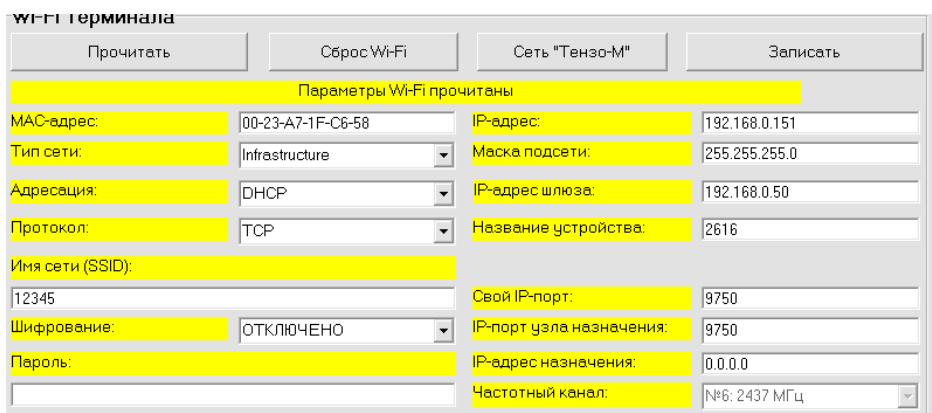 Wi-Fi Терминала
Прочитать Сброс Wi-Fi Сеть "Тензо-М" Записать
Параметры Wi-Fi прочитаны
MAC-адрес: 00-23-A7-1F-C6-58 IP-адрес: 192.168.0.151
Тип сети: Infrastructure Маска подсети: 255.255.255.0
Адресация: DHCP IP-адрес шлюза: 192.168.0.50
Протокол: TCP Название устройства: 2616
Имя сети (SSID):
12345 Свой IP-порт: 9750
Шифрование: ОТКЛЮЧЕНО IP-порт узла назначения: 9750
Пароль: IP-адрес назначения: 0.0.0.0
Частотный канал: №6: 2437 МГц